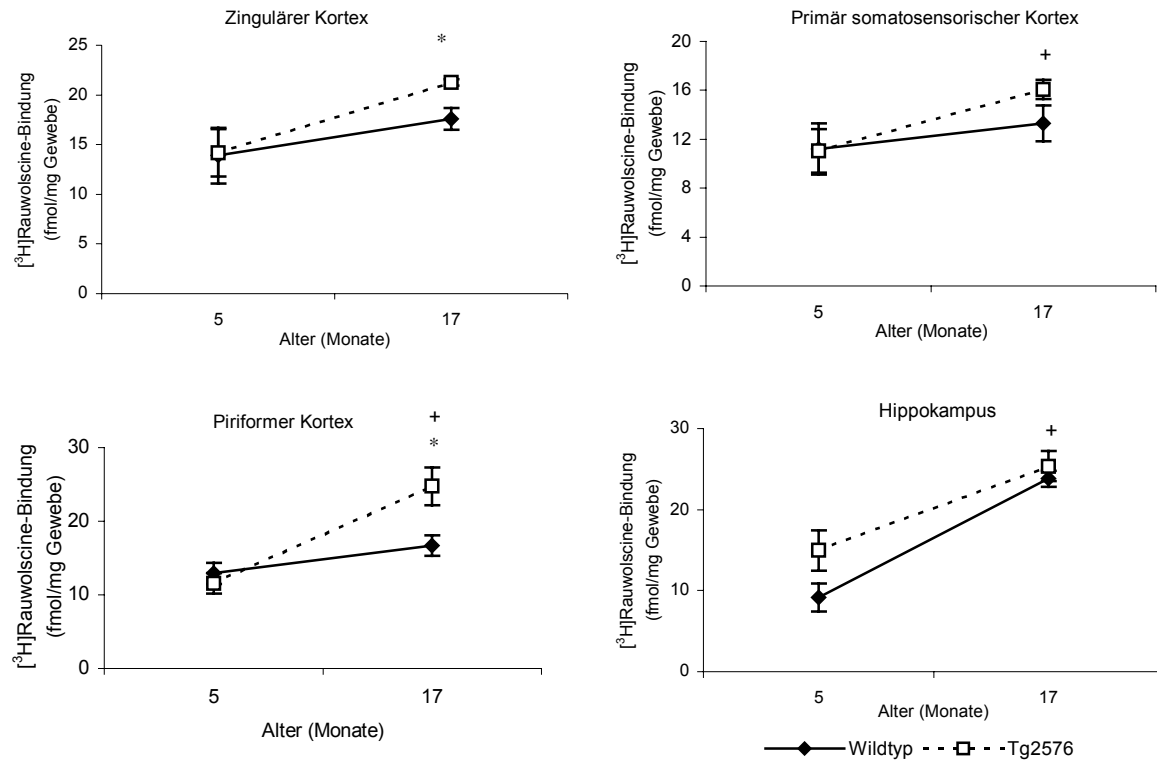 Zingulärer Kortex
[³H]Rauwolscine-Bindung
(fmol/mg Gewebe)
25
20
15
10
5
0
*
5
17
Alter (Monate)
Primär somatosensorischer Kortex
[³H]Rauwolscine-Bindung
(fmol/mg Gewebe)
20
16
12
8
4
0
+
5
17
Alter (Monate)
Piriformer Kortex
[³H]Rauwolscine-Bindung
(fmol/mg Gewebe)
30
20
10
0
+
*
5
17
Alter (Monate)
Hippokampus
[³H]Rauwolscine-Bindung
(fmol/mg Gewebe)
30
20
10
0
+
5
17
Alter (Monate)
Wildtyp Tg2576